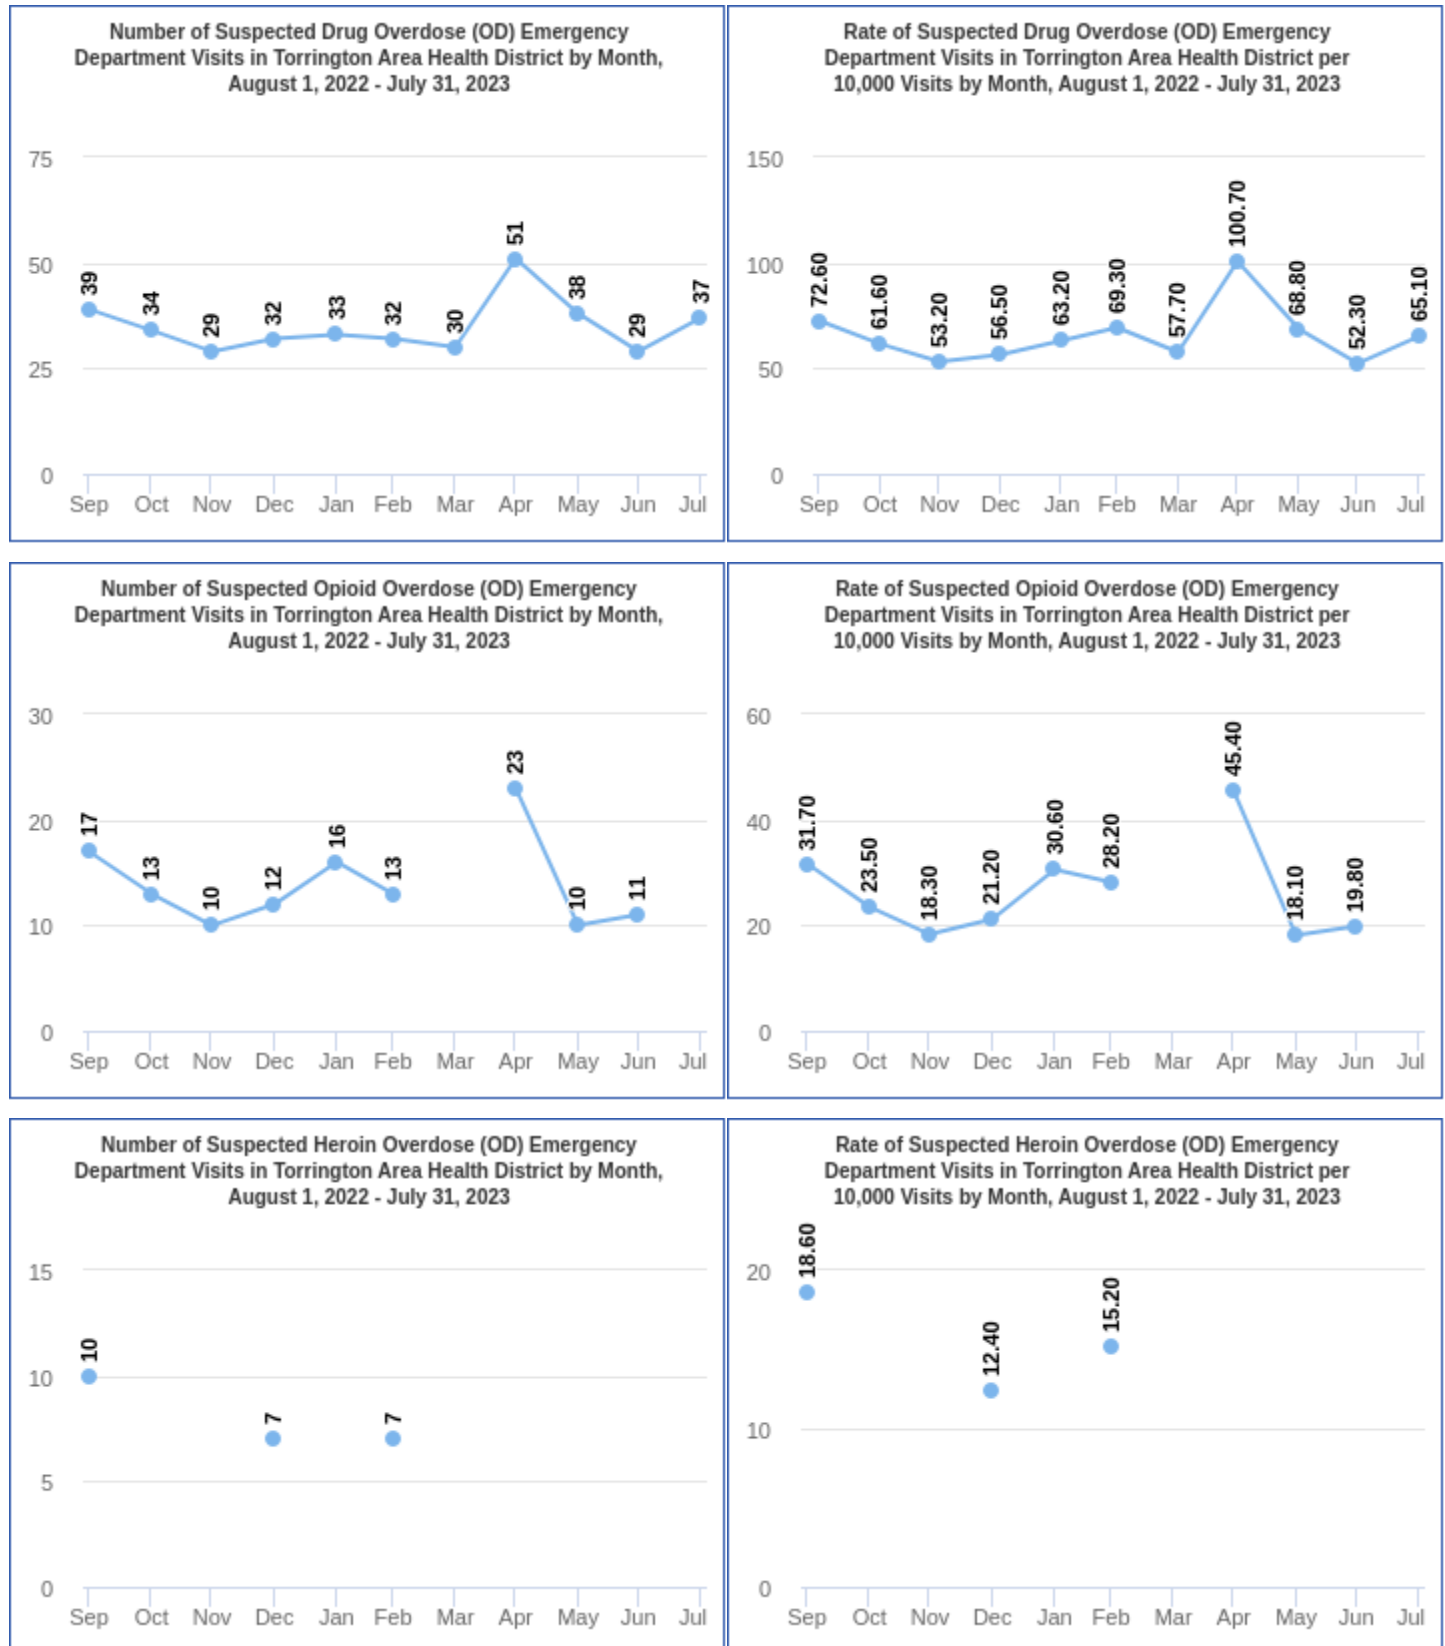 Number of Suspected Drug Overdose (OD) Emergency
Department Visits in Torrington Area Health District by Month,
August 1, 2022 - July 31, 2023
75
50
25
0
39
34
29
32
33
32
30
51
38
29
37
Sep Oct Nov Dec Jan Feb Mar Apr May Jun Jul
Rate of Suspected Drug Overdose (OD) Emergency
Department Visits in Torrington Area Health District per
10,000 Visits by Month, August 1, 2022 - July 31, 2023
150
100
50
0
72.60
61.60
53.20
56.50
63.20
69.30
57.70
100.70
68.80
52.30
65.10
Sep Oct Nov Dec Jan Feb Mar Apr May Jun Jul
Number of Suspected Opioid Overdose (OD) Emergency
Department Visits in Torrington Area Health District by Month,
August 1, 2022 - July 31, 2023
30
20
10
0
17
13
10
12
16
13
23
10
11
Sep Oct Nov Dec Jan Feb Mar Apr May Jun Jul
Rate of Suspected Opioid Overdose (OD) Emergency
Department Visits in Torrington Area Health District per
10,000 Visits by Month, August 1, 2022 - July 31, 2023
60
40
20
0
31.70
23.50
18.30
21.20
30.60
28.20
45.40
18.10
19.80
Sep Oct Nov Dec Jan Feb Mar Apr May Jun Jul
Number of Suspected Heroin Overdose (OD) Emergency
Department Visits in Torrington Area Health District by Month,
August 1, 2022 - July 31, 2023
15
10
5
0
10
7
7
Sep Oct Nov Dec Jan Feb Mar Apr May Jun Jul
Rate of Suspected Heroin Overdose (OD) Emergency
Department Visits in Torrington Area Health District per
10,000 Visits by Month, August 1, 2022 - July 31, 2023
20
10
0
18.60
12.40
15.20
Sep Oct Nov Dec Jan Feb Mar Apr May Jun Jul